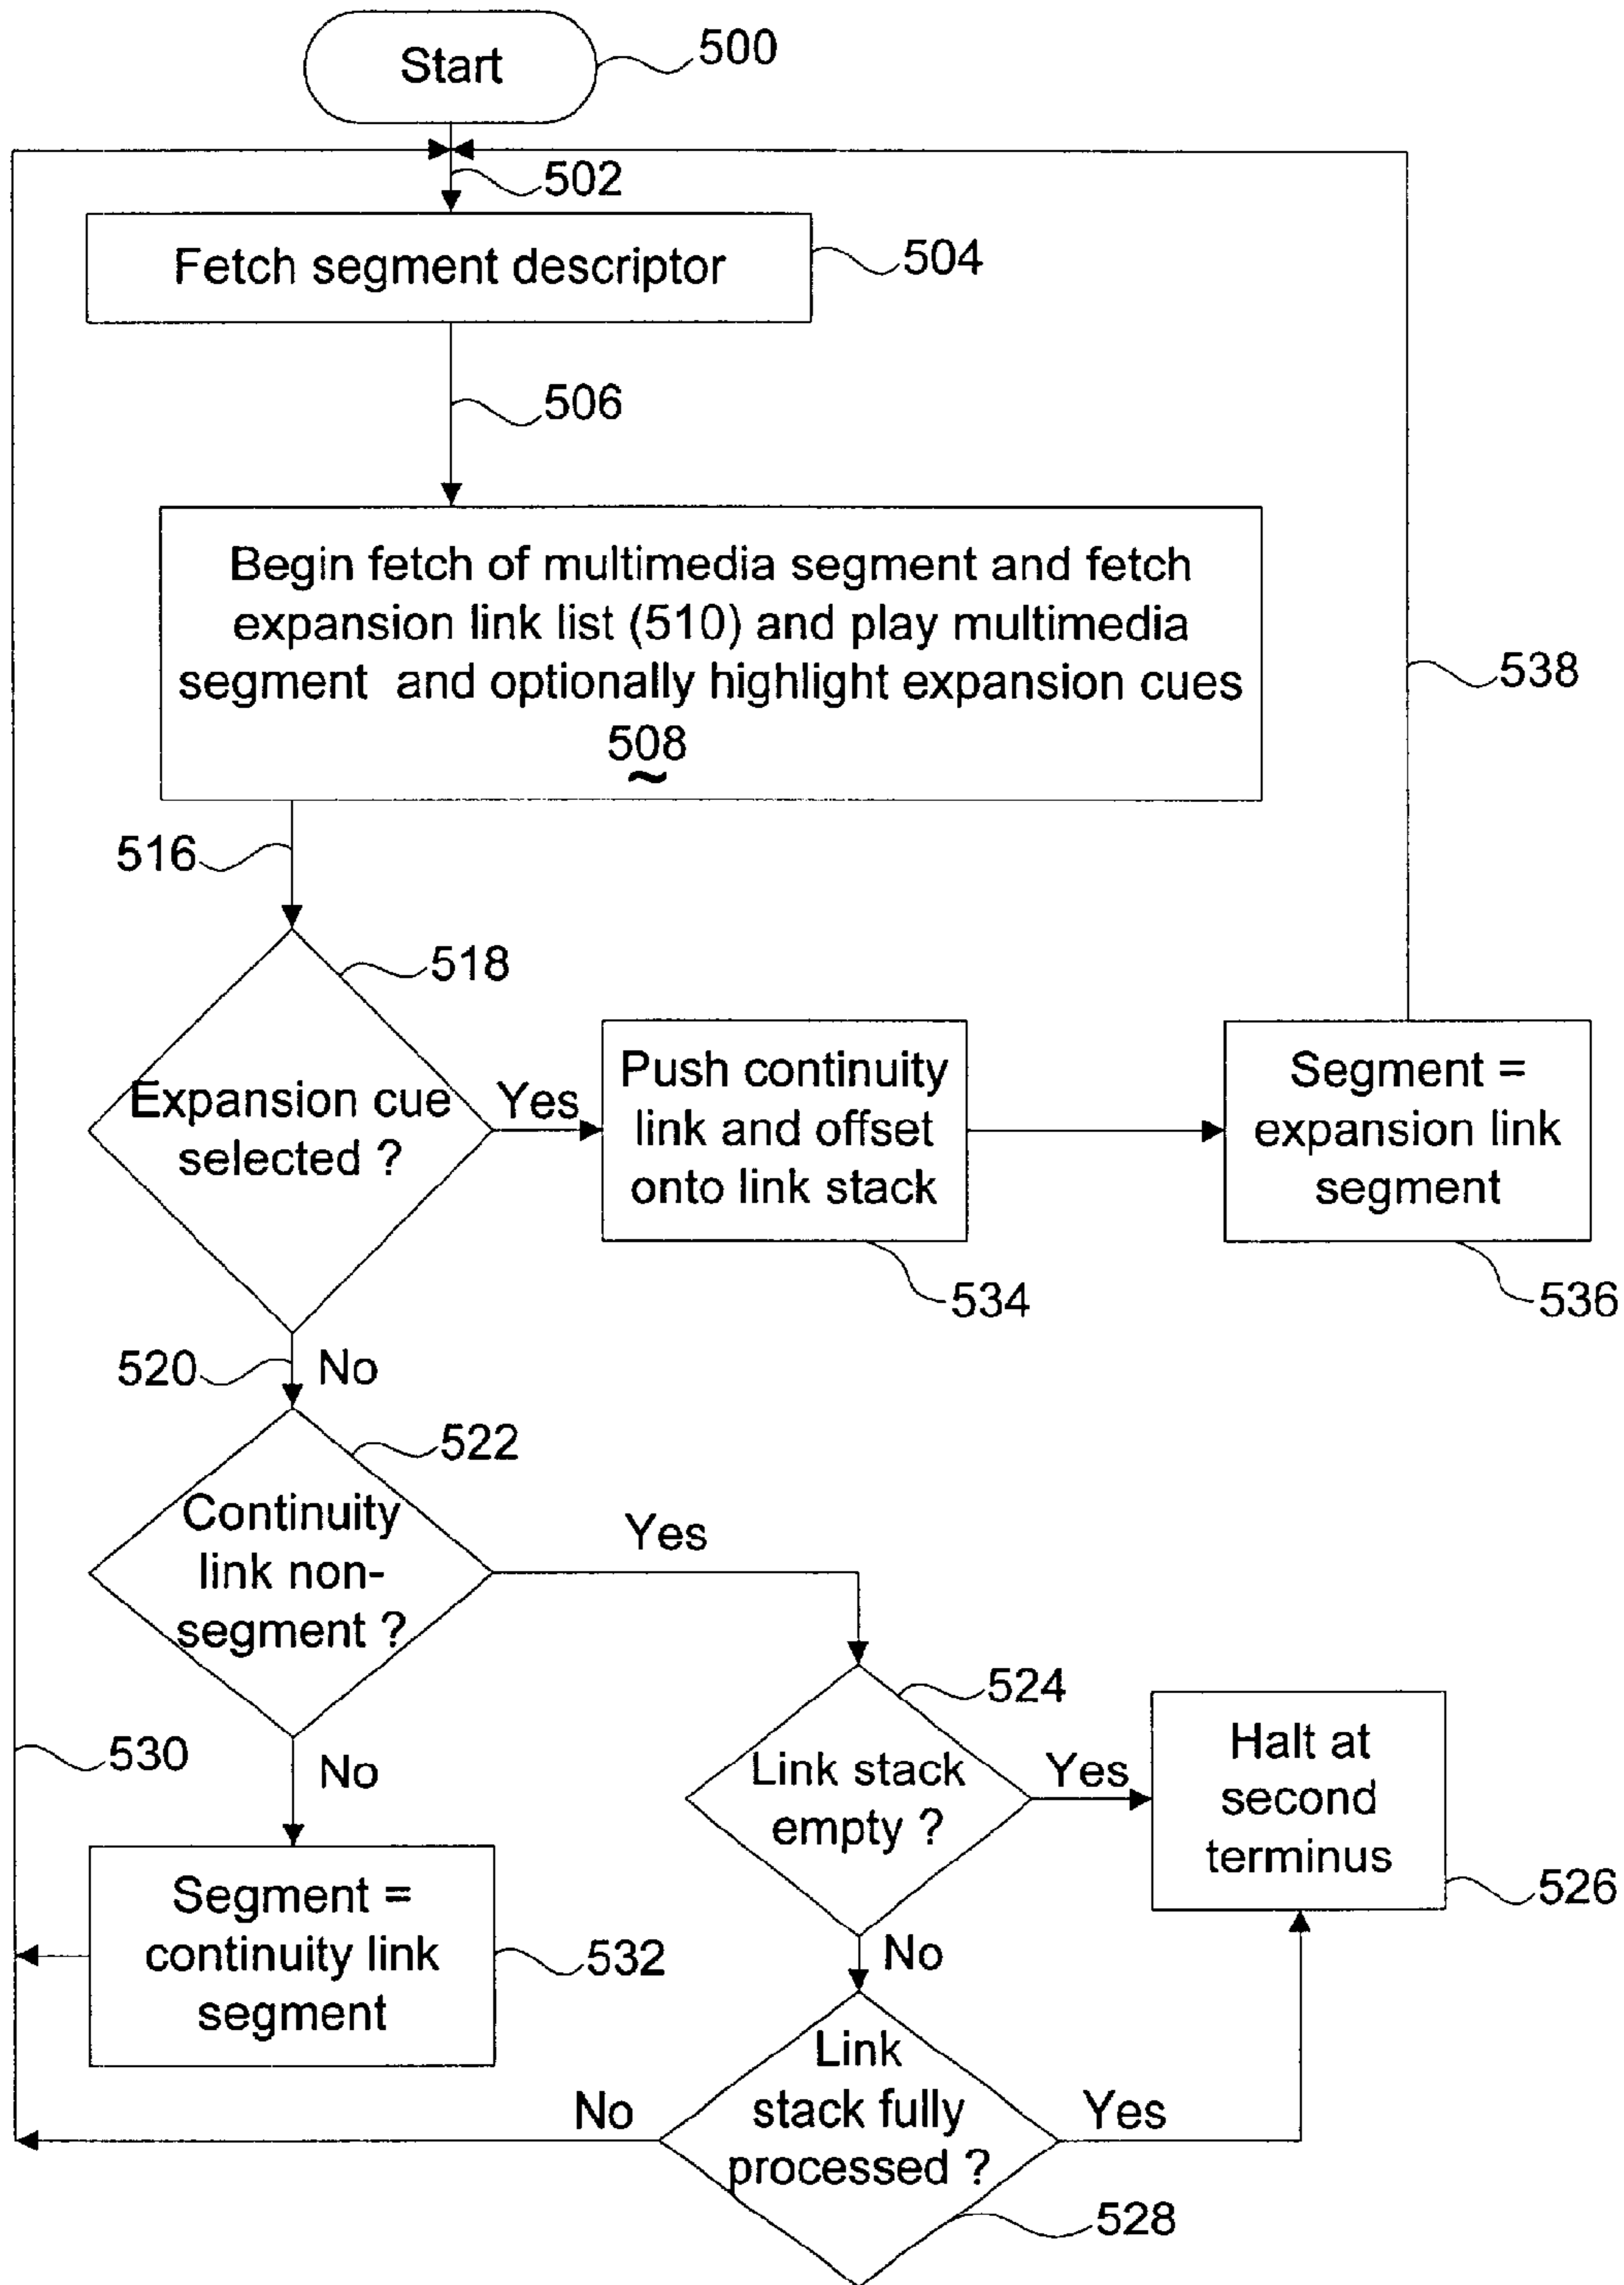 Start
500
502
Fetch segment descriptor
504
506
Begin fetch of multimedia segment and fetch
expansion link list (510) and play multimedia
segment and optionally highlight expansion cues
508
538
516
518
Expansion cue
selected ?
Yes
Push continuity
link and offset
onto link stack
534
Segment =
expansion link
segment
536
520
No
522
Continuity
link non-
segment ?
Yes
524
Link stack
empty ?
Yes
Halt at
second
terminus
526
530
No
Segment =
continuity link
segment
532
No
Link
stack fully
processed ?
No
Yes
528